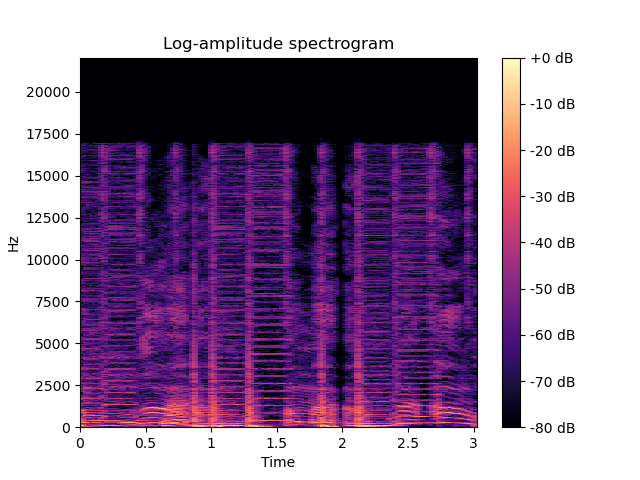 Log-amplitude spectrogram
Hz
20000
17500
15000
12500
10000
7500
5000
2500
0
0 0.5 1 1.5 2 2.5 3
Time
+0 dB
-10 dB
-20 dB
-30 dB
-40 dB
-50 dB
-60 dB
-70 dB
-80 dB